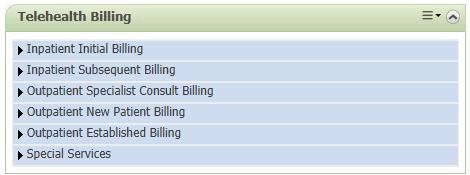 Telehealth Billing
Inpatient Initial Billing
Inpatient Subsequent Billing
Outpatient Specialist Consult Billing
Outpatient New Patient Billing
Outpatient Established Billing
Special Services